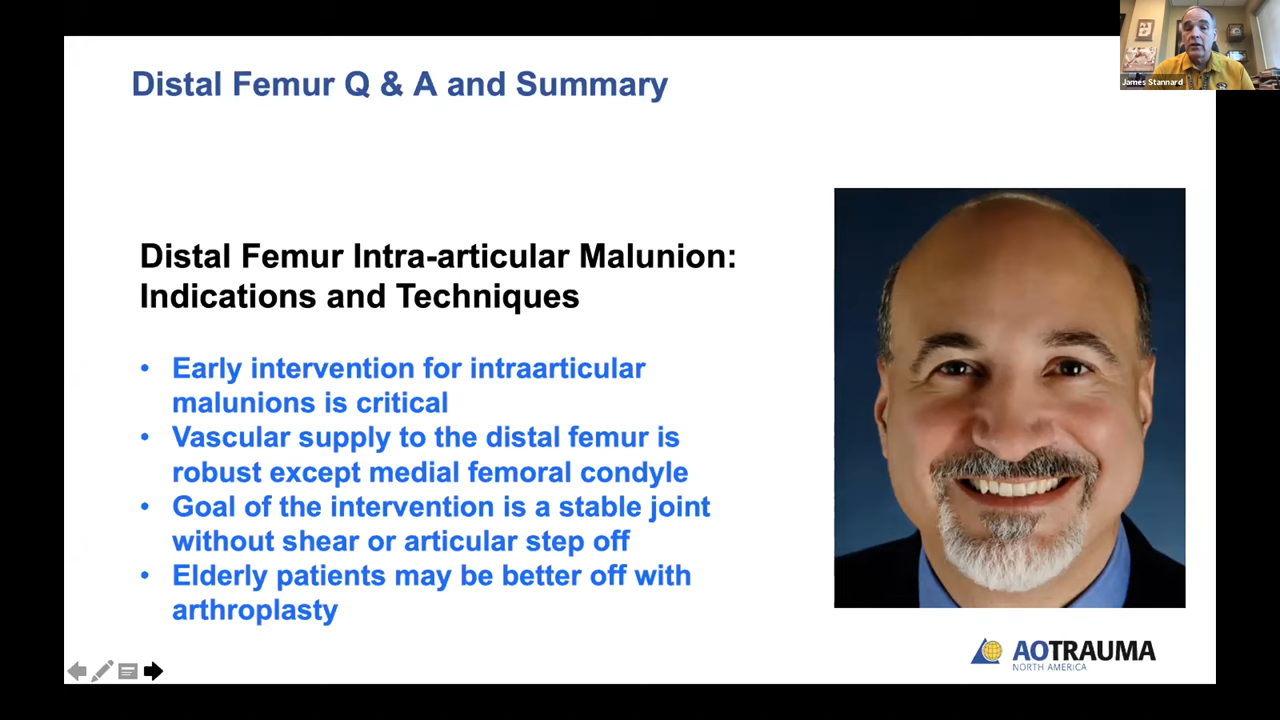 James Stannard
Distal Femur Q & A and Summary
Distal Femur Intra-articular Malunion:
Indications and Techniques
• Early intervention for intraarticular
malunions is critical
• Vascular supply to the distal femur is
robust except medial femoral condyle
• Goal of the intervention is a stable joint
without shear or articular step off
• Elderly patients may be better off with
arthroplasty
AOTRAUMA
NORTH AMERICA